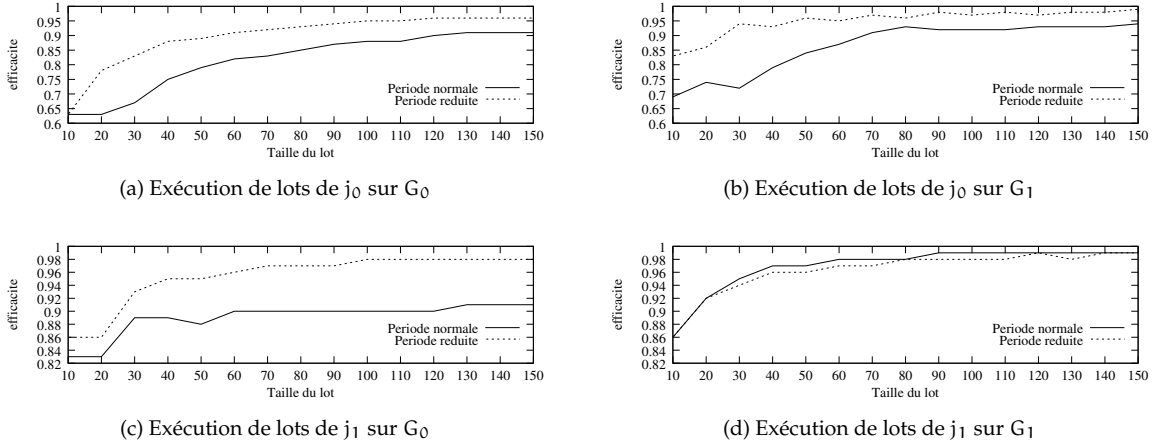 efficacite
1
0.95
0.9
0.85
0.8
0.75
0.7
0.65
0.6
Periode normale
Periode reduite
10 20 30 40 50 60 70 80 90 100 110 120 130 140 150
Taille du lot
(a) Exécution de lots de j0 sur G0
efficacite
1
0.95
0.9
0.85
0.8
0.75
0.7
0.65
0.6
Periode normale
Periode reduite
10 20 30 40 50 60 70 80 90 100 110 120 130 140 150
Taille du lot
(b) Exécution de lots de j0 sur G1
efficacite
1
0.98
0.96
0.94
0.92
0.9
0.88
0.86
0.84
0.82
Periode normale
Periode reduite
10 20 30 40 50 60 70 80 90 100 110 120 130 140 150
Taille du lot
(c) Exécution de lots de j1 sur G0
efficacite
1
0.98
0.96
0.94
0.92
0.9
0.88
0.86
0.84
0.82
Periode normale
Periode reduite
10 20 30 40 50 60 70 80 90 100 110 120 130 140 150
Taille du lot
(d) Exécution de lots de j1 sur G1